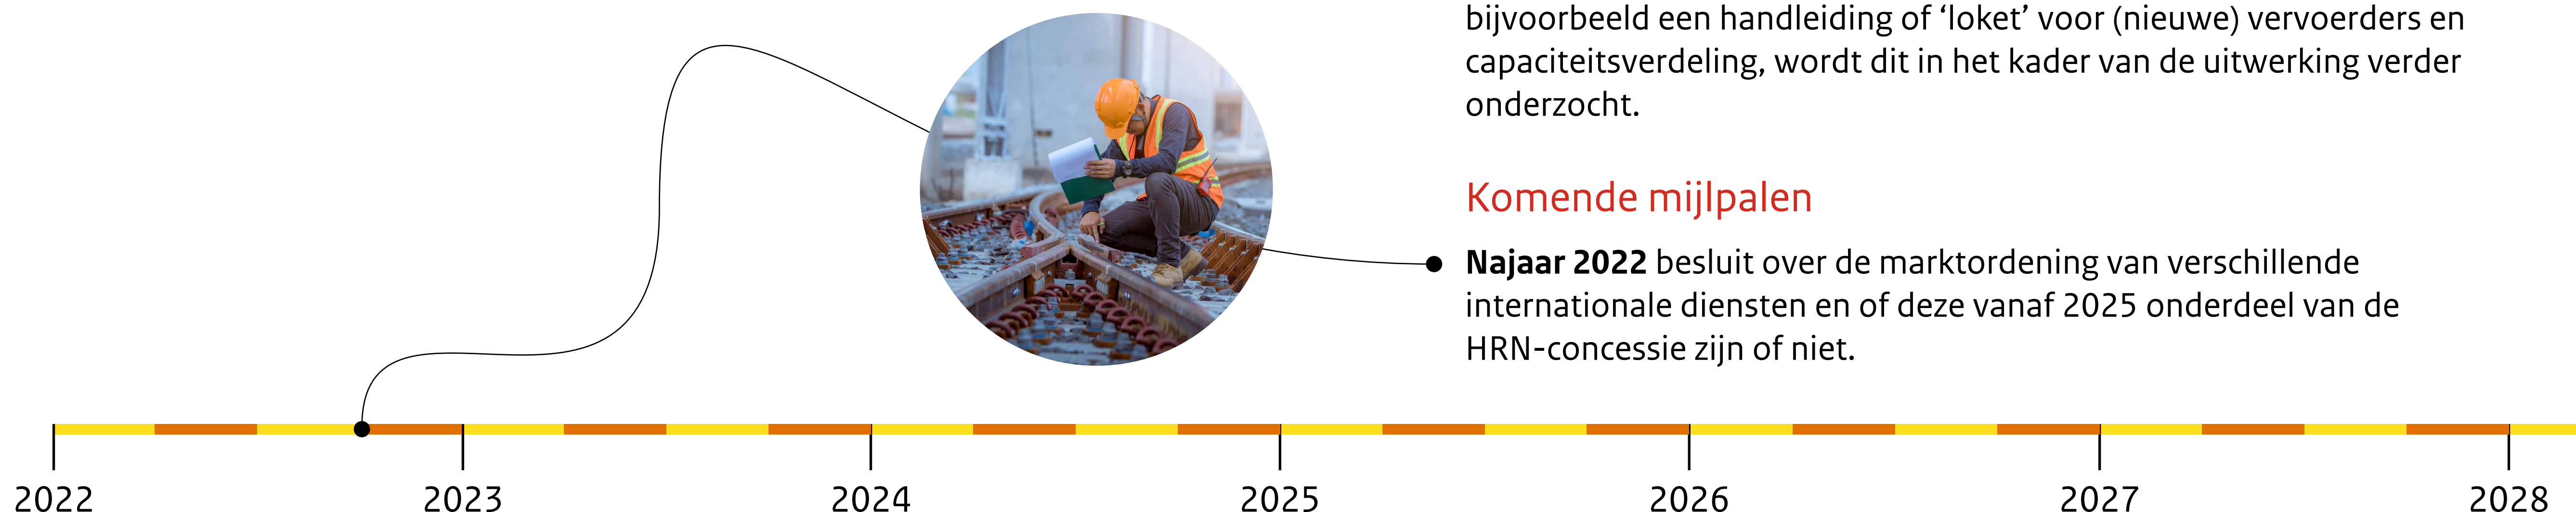 bijvoorbeeld een handleiding of ‘loket’ voor (nieuwe) vervoerders en
capaciteitsverdeling, wordt dit in het kader van de uitwerking verder
onderzocht.
Komende mijlpalen
Najaar 2022 besluit over de marktordening van verschillende
internationale diensten en of deze vanaf 2025 onderdeel van de
HRN-concessie zijn of niet.
2022 2023 2024 2025 2026 2027 2028